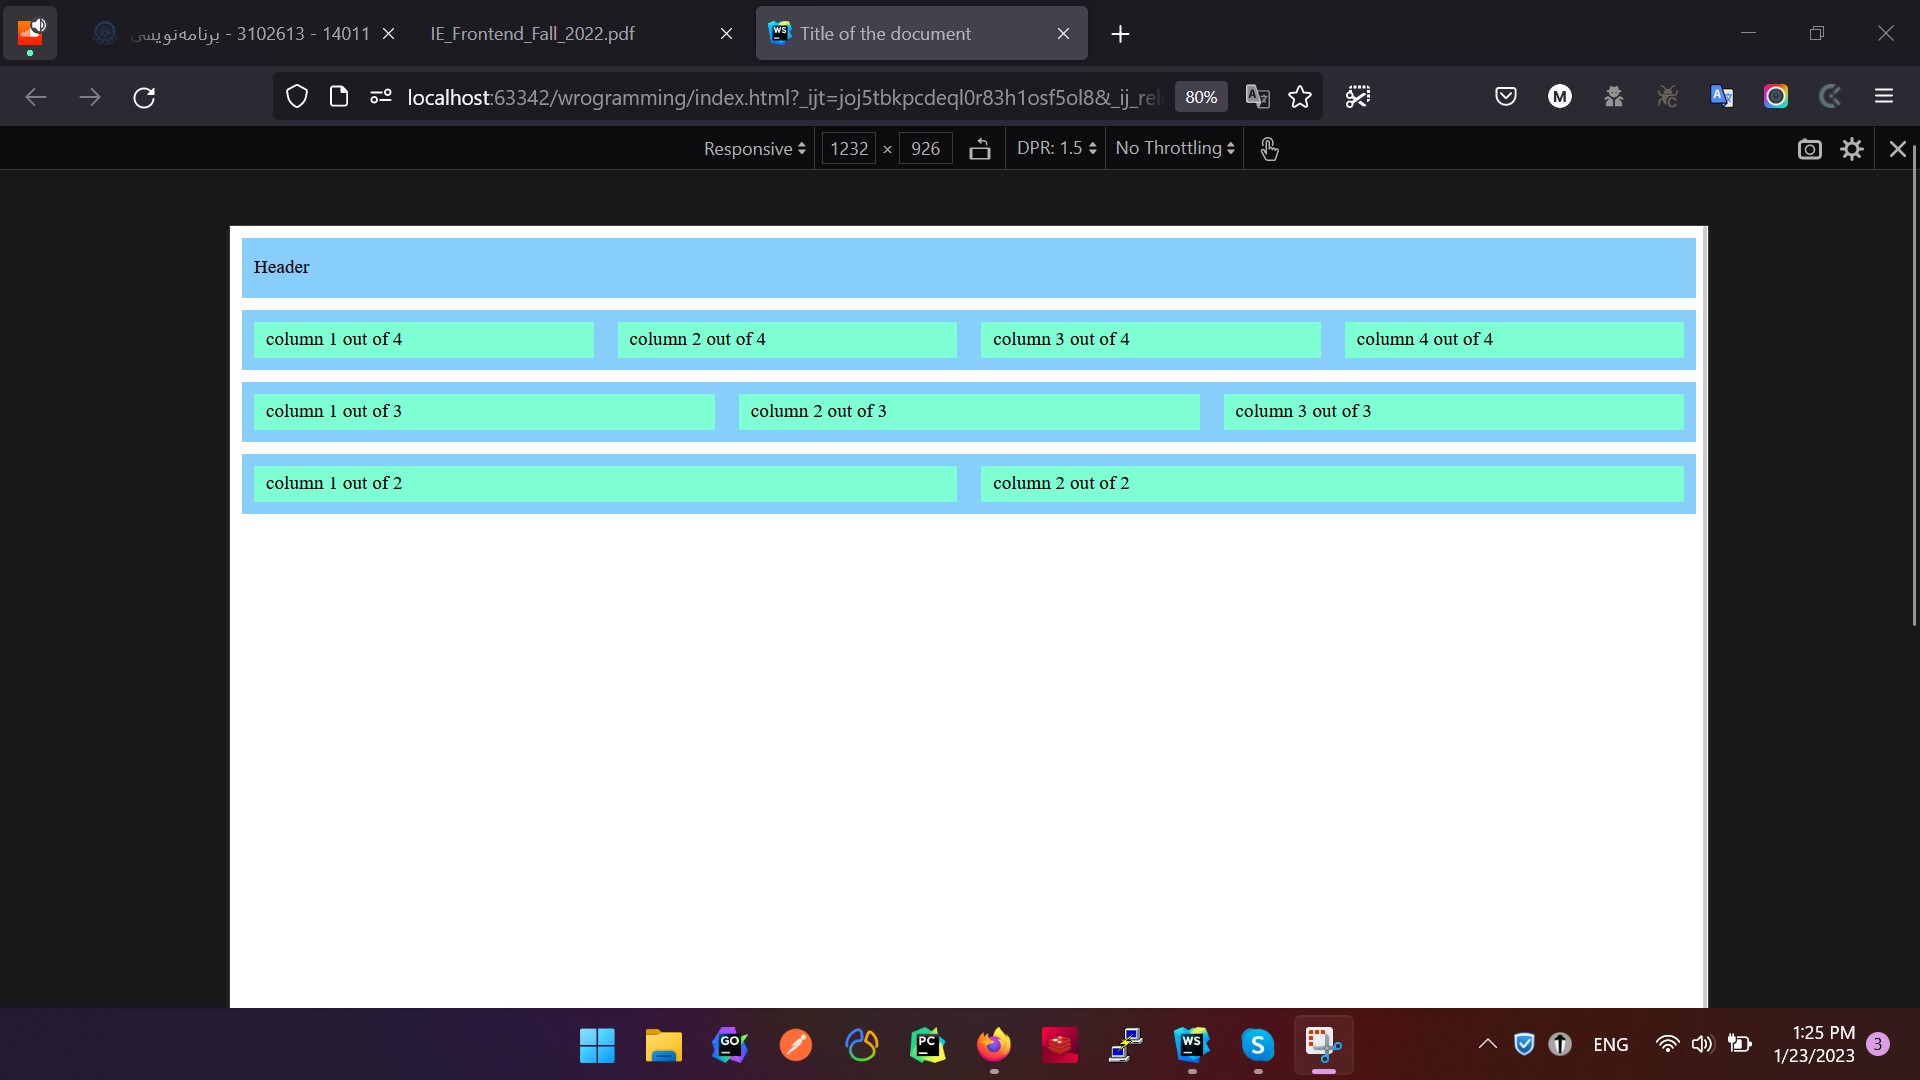 برنامه‌نویسی - 3102613 - 14011
IE_Frontend_Fall_2022.pdf
WS
Title of the document
localhost:63342/wrogramming/index.html?_ijt=joj5tbkpcdeql0r83h1osf5ol8&_ij_rel
80%
M
Responsive
1232 × 926
DPR: 1.5
No Throttling
Header
column 1 out of 4
column 2 out of 4
column 3 out of 4
column 4 out of 4
column 1 out of 3
column 2 out of 3
column 3 out of 3
column 1 out of 2
column 2 out of 2
GO
PC
WS
S
ENG
1:25 PM
1/23/2023
3